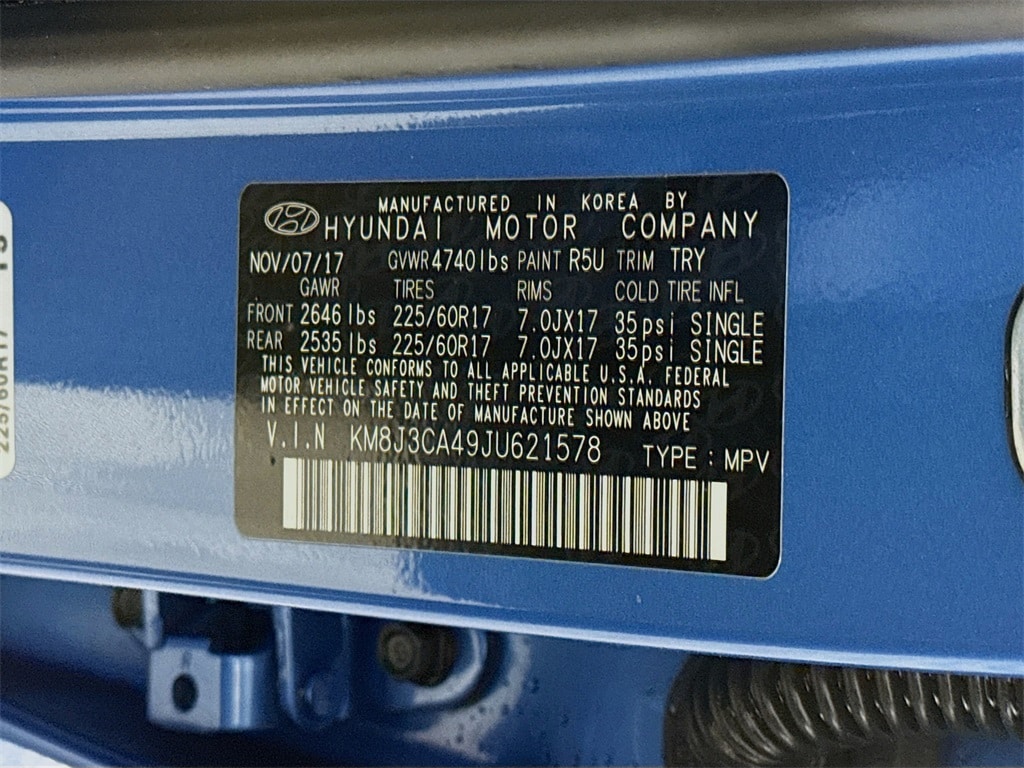 MANUFACTURED IN KOREA BY
HYUNDAI MOTOR COMPANY
NOV/07/17 GVWR 4740lbs PAINT R5U TRIM TRY
GAWR TIRES RIMS COLD TIRE INFL
FRONT 2646 lbs 225/60R17 7.0JX17 35psi SINGLE
REAR 2535 lbs 225/60R17 7.0JX17 35psi SINGLE
THIS VEHICLE CONFORMS TO ALL APPLICABLE U.S.A. FEDERAL
MOTOR VEHICLE SAFETY AND THEFT PREVENTION STANDARDS
IN EFFECT ON THE DATE OF MANUFACTURE SHOWN ABOVE
V.I.N KM8J3CA49JU621578 TYPE : MPV
225/60R17